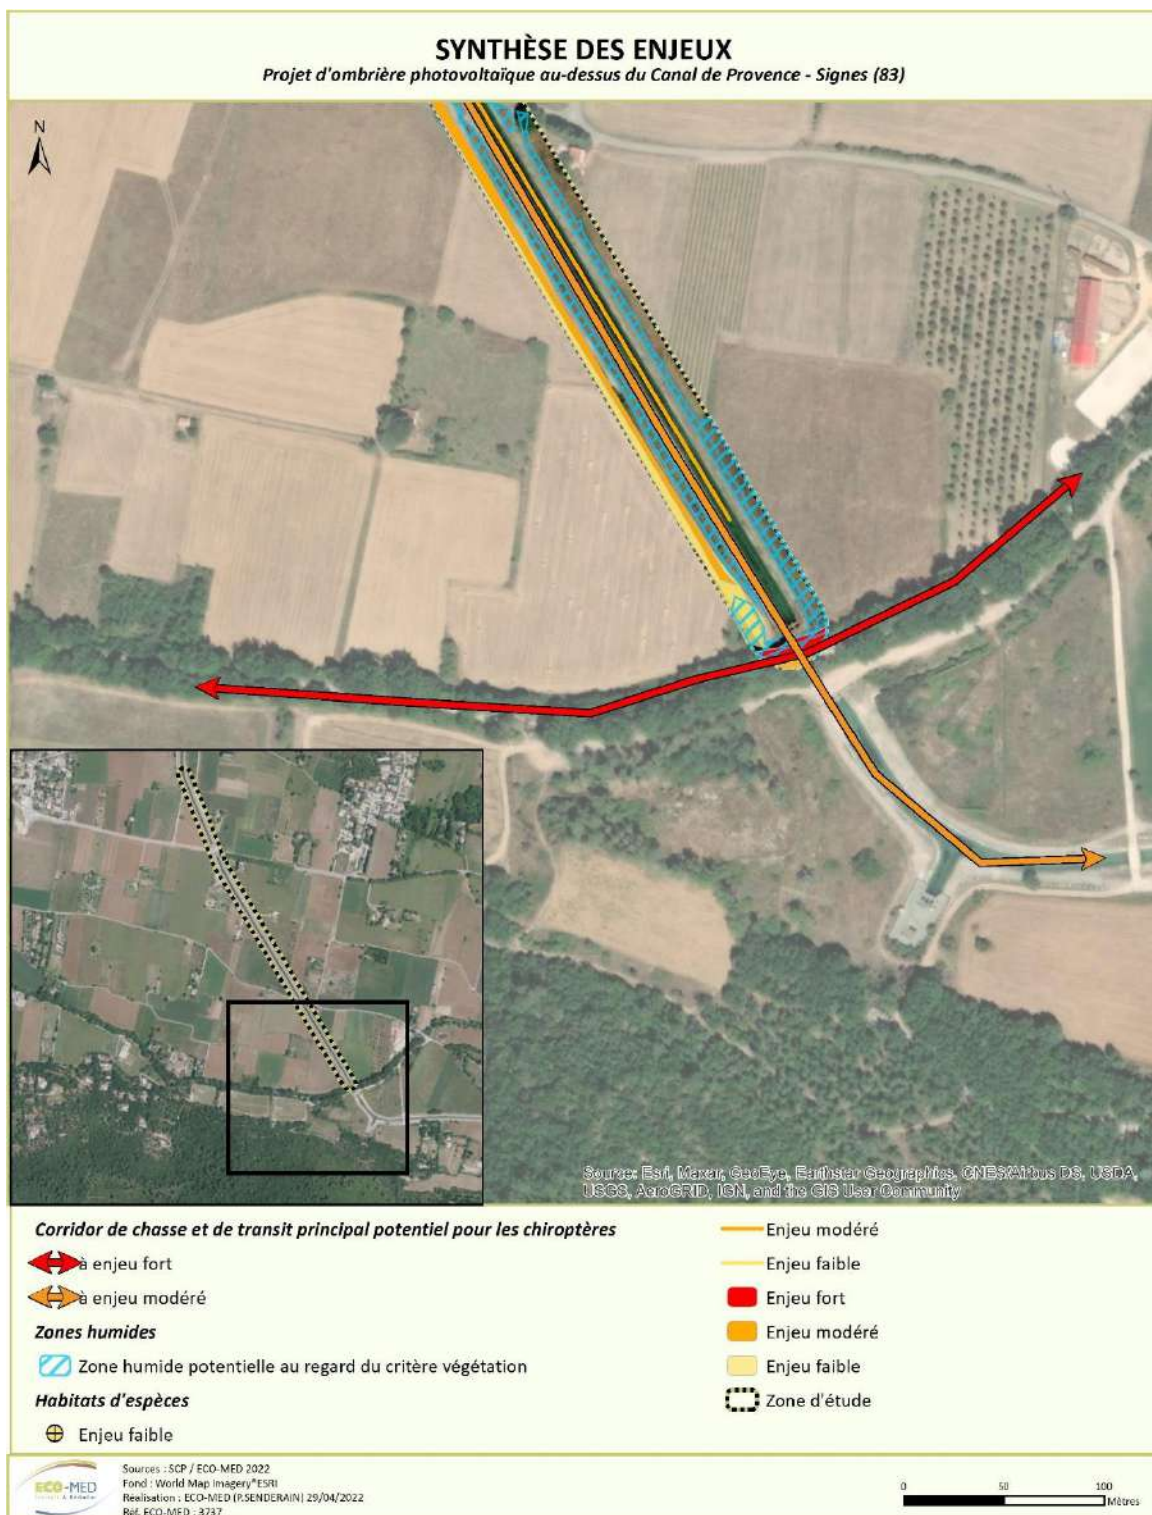 SYNTHÈSE DES ENJEUX
Projet d'ombrière photovoltaïque au-dessus du Canal de Provence - Signes (83)
N
Source: Esri, Maxar, GeoEye, Earthstar Geographics, CNES/Airbus DS, USDA,
USGS, AeroGRID, IGN, and the GIS User Community
Corridor de chasse et de transit principal potentiel pour les chiroptères
à enjeu fort
à enjeu modéré
Zones humides
Zone humide potentielle au regard du critère végétation
Habitats d'espèces
Enjeu faible
Enjeu modéré
Enjeu faible
Enjeu fort
Enjeu modéré
Enjeu faible
Zone d'étude
ECO-MED
Sources : SCP / ECO-MED 2022
Fond : World Map Imagery®ESRI
Réalisation : ECO-MED (P.SENDERAIN) 29/04/2022
Réf. ECO-MED : 3737
0 50 100
Mètres